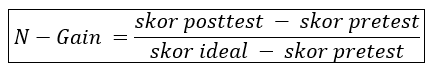 N − Gain = skor posttest − skor pretest
skor ideal − skor pretest